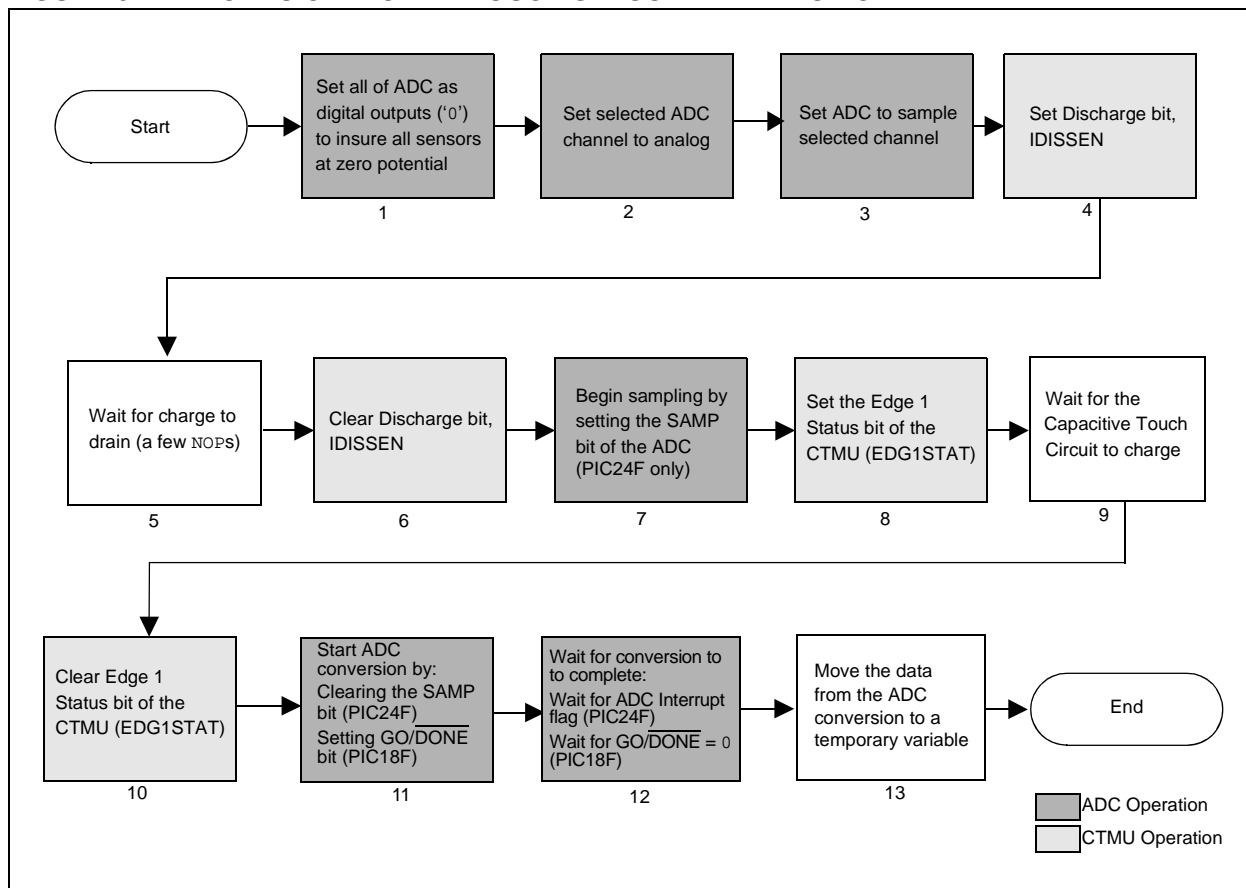 Start
Set all of ADC as
digital outputs (‘0’)
to insure all sensors
at zero potential
1
Set selected ADC
channel to analog
2
Set ADC to sample
selected channel
3
Set Discharge bit,
IDISSEN
4
Wait for charge to
drain (a few NOPs)
5
Clear Discharge bit,
IDISSEN
6
Begin sampling by
setting the SAMP
bit of the ADC
(PIC24F only)
7
Set the Edge 1
Status bit of the
CTMU (EDG1STAT)
8
Wait for the
Capacitive Touch
Circuit to charge
9
Clear Edge 1
Status bit of the
CTMU (EDG1STAT)
10
Start ADC
conversion by:
Clearing the SAMP
bit (PIC24F)
Setting GO/DONE
bit (PIC18F)
11
Wait for conversion to
to complete:
Wait for ADC Interrupt
flag (PIC24F)
Wait for GO/DONE = 0
(PIC18F)
12
Move the data
from the ADC
conversion to a
temporary variable
13
End
ADC Operation
CTMU Operation